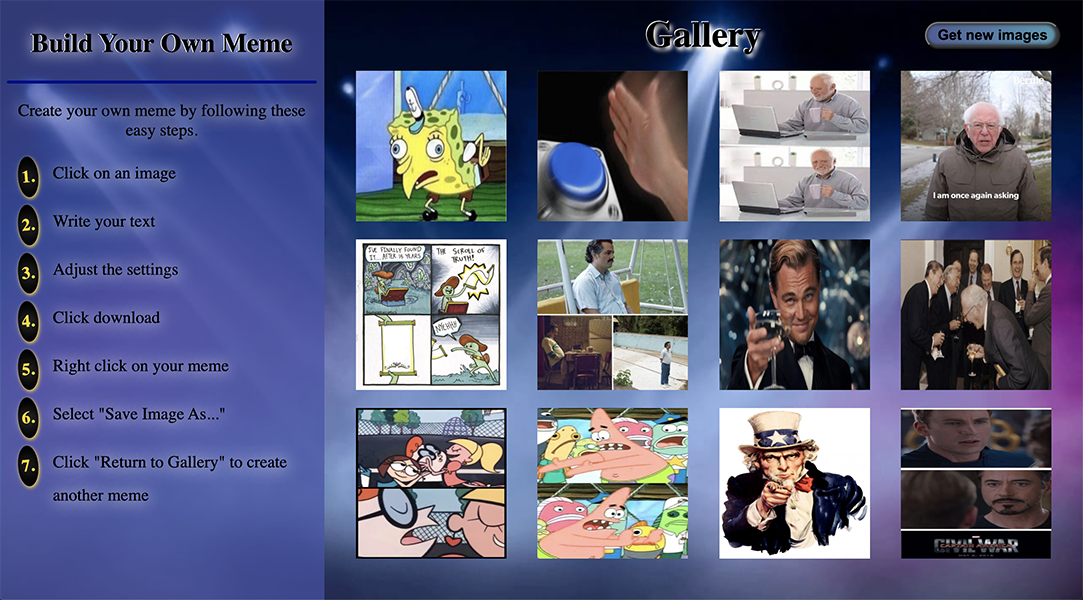 Build Your Own Meme
Create your own meme by following these
easy steps.
1. Click on an image
2. Write your text
3. Adjust the settings
4. Click download
5. Right click on your meme
6. Select "Save Image As..."
7. Click "Return to Gallery" to create
another meme
Gallery
Get new images
I am once again asking
I'VE FINALLY FOUND
IT... AFTER 15 YEARS
THE SCROLL OF
TRUTH!
NYEHHH
CAPTAIN AMERICA
CIVIL WAR